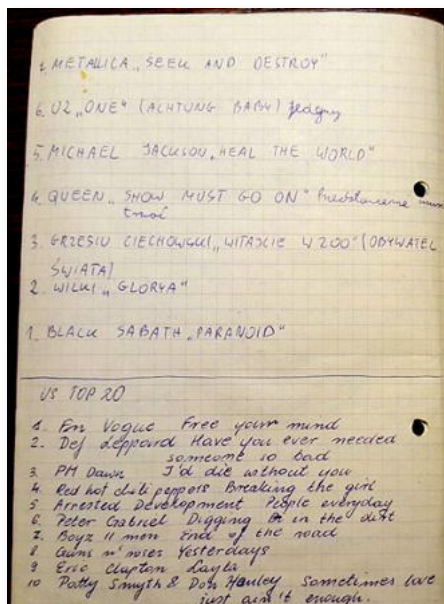 7. METALLICA „SEEK AND DESTROY"
6. U2 „ONE" (ACHTUNG BABY) jedyny
5. MICHAEL JACKSON „HEAL THE WORLD"
4. QUEEN „SHOW MUST GO ON" Przedstawienie musi
trwać
3. GRZESIU CIECHOWSKI „WITAJCIE W ZOO" (OBYWATEL
ŚWIATA)
2. WILKI „GLORYA"
1. BLACK SABATH „PARANOID"
US TOP 20
1. En Vogue Free your mind
2. Def Leppard Have you ever needed
someone so bad
3. PM Dawn I'd die without you
4. Red hot chili peppers Breaking the girl
5 Arrested Development People everyday
6. Peter Gabriel Digging in the dirt
7. Boyz II men End of the road
8 Guns n' roses Yesterdays
9 Eric Clapton Layla
10 Patty Smyth & Don Henley Sometimes love
just ain't enough.